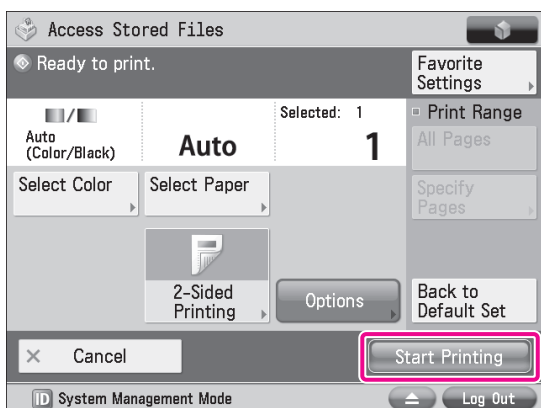 Access Stored Files
Ready to print.
Favorite
Settings
Auto
(Color/Black)
Auto
Selected: 1
1
Print Range
All Pages
Select Color
Select Paper
Specify
Pages
2-Sided
Printing
Options
Back to
Default Set
Cancel
Start Printing
ID System Management Mode
Log Out